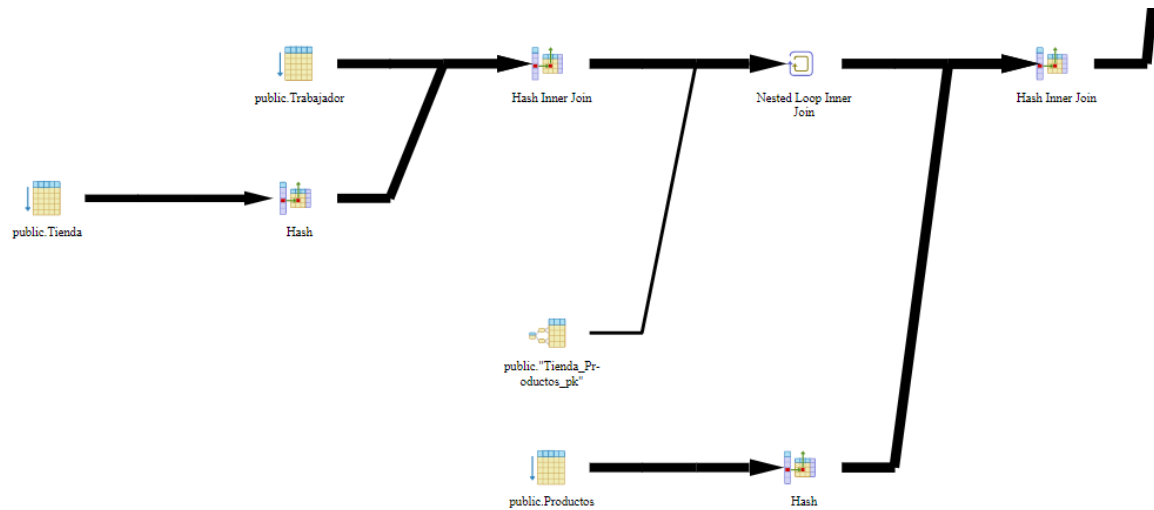 public.Trabajador
Hash Inner Join
Nested Loop Inner
Join
Hash Inner Join
public.Tienda
Hash
public."Tienda_Pr-
oductos_pk"
public.Productos
Hash